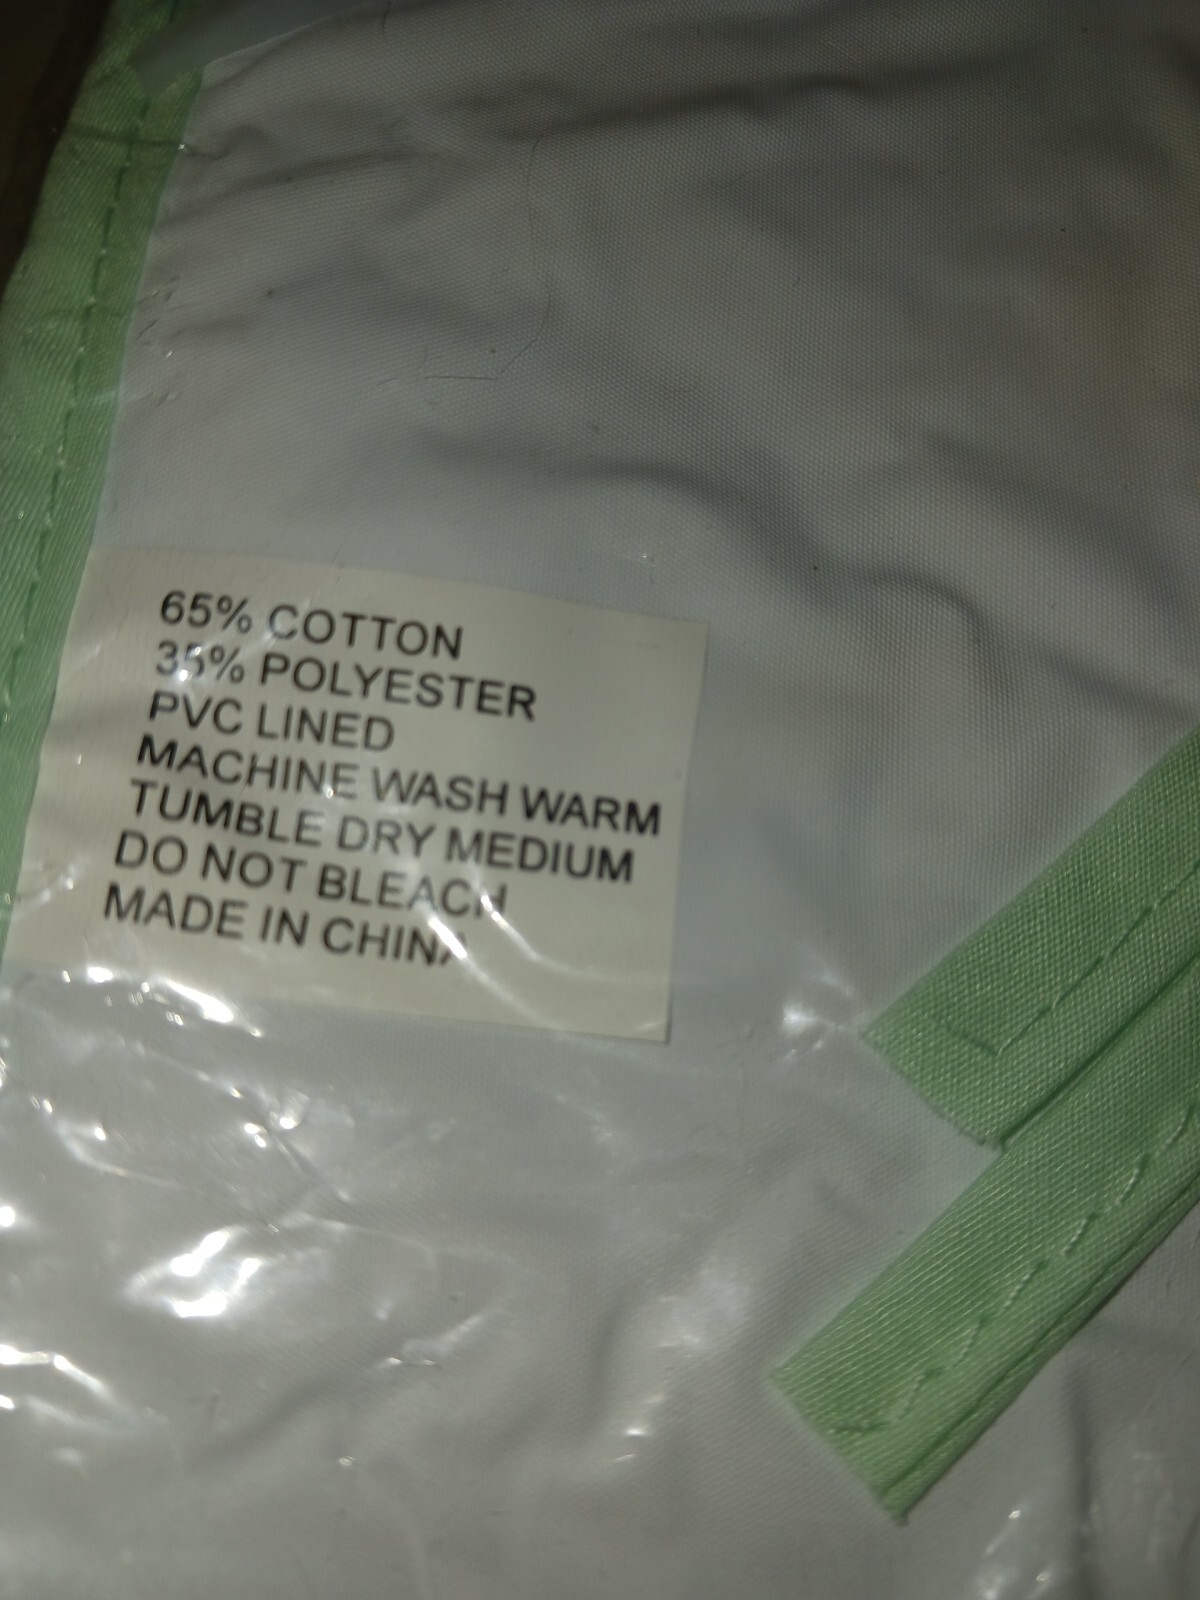 65% COTTON
35% POLYESTER
PVC LINED
MACHINE WASH WARM
TUMBLE DRY MEDIUM
DO NOT BLEACH
MADE IN CHINA